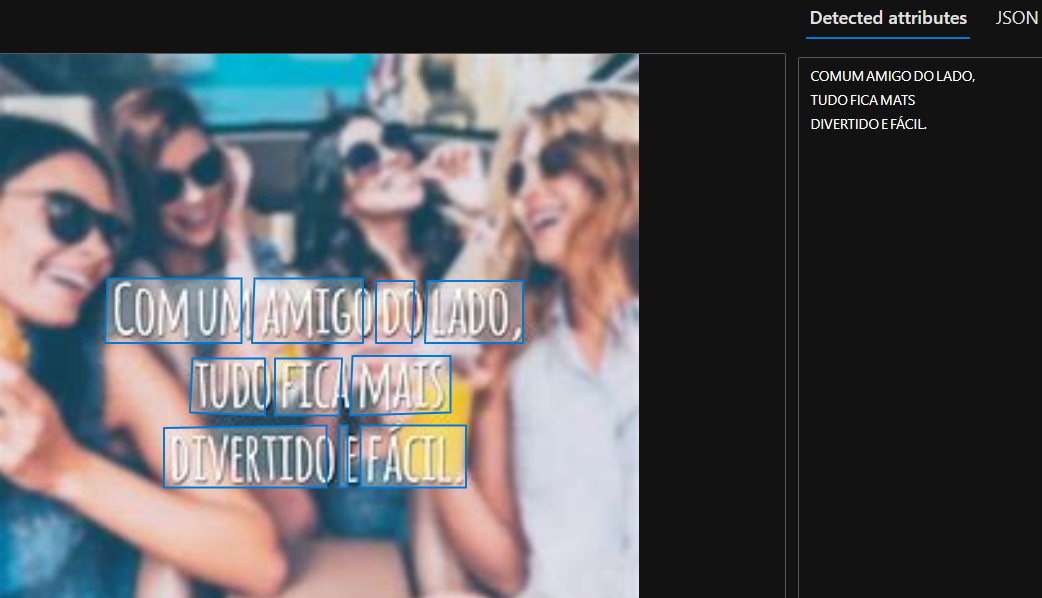 Detected attributes JSON
COM UM AMIGO DO LADO,
TUDO FICA MAIS
DIVERTIDO E FÁCIL.
COMUM AMIGO DO LADO,
TUDO FICA MATS
DIVERTIDO E FÁCIL.